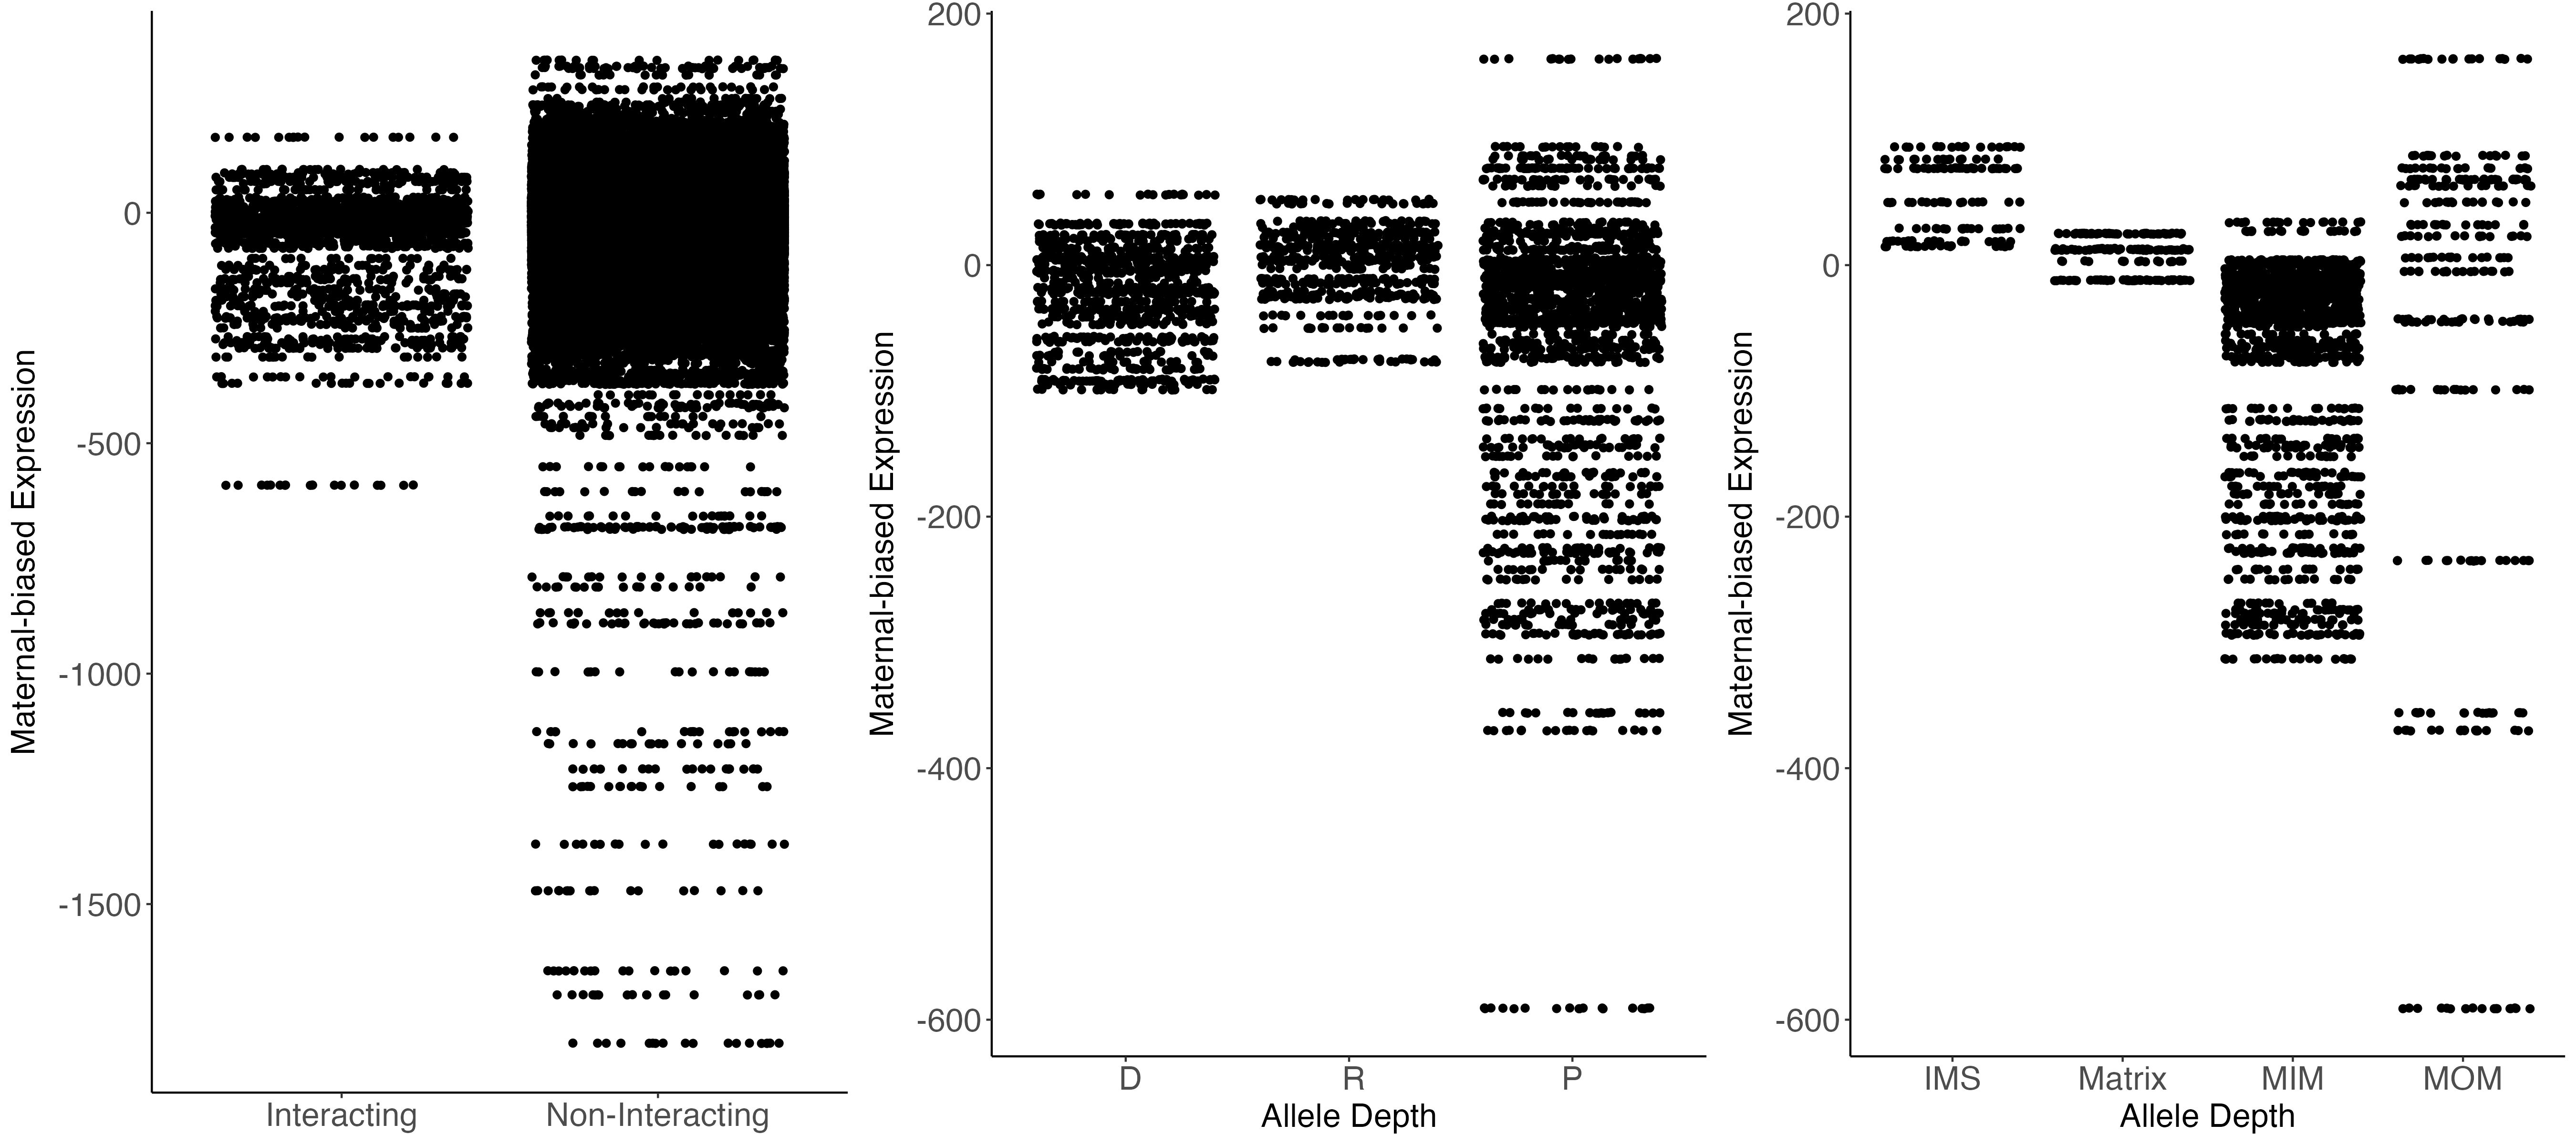 Maternal-biased Expression
0
-500
-1000
-1500
Interacting
Non-Interacting
Maternal-biased Expression
200
0
-200
-400
-600
D
R
P
Allele Depth
Maternal-biased Expression
200
0
-200
-400
-600
IMS
Matrix
MIM
MOM
Allele Depth